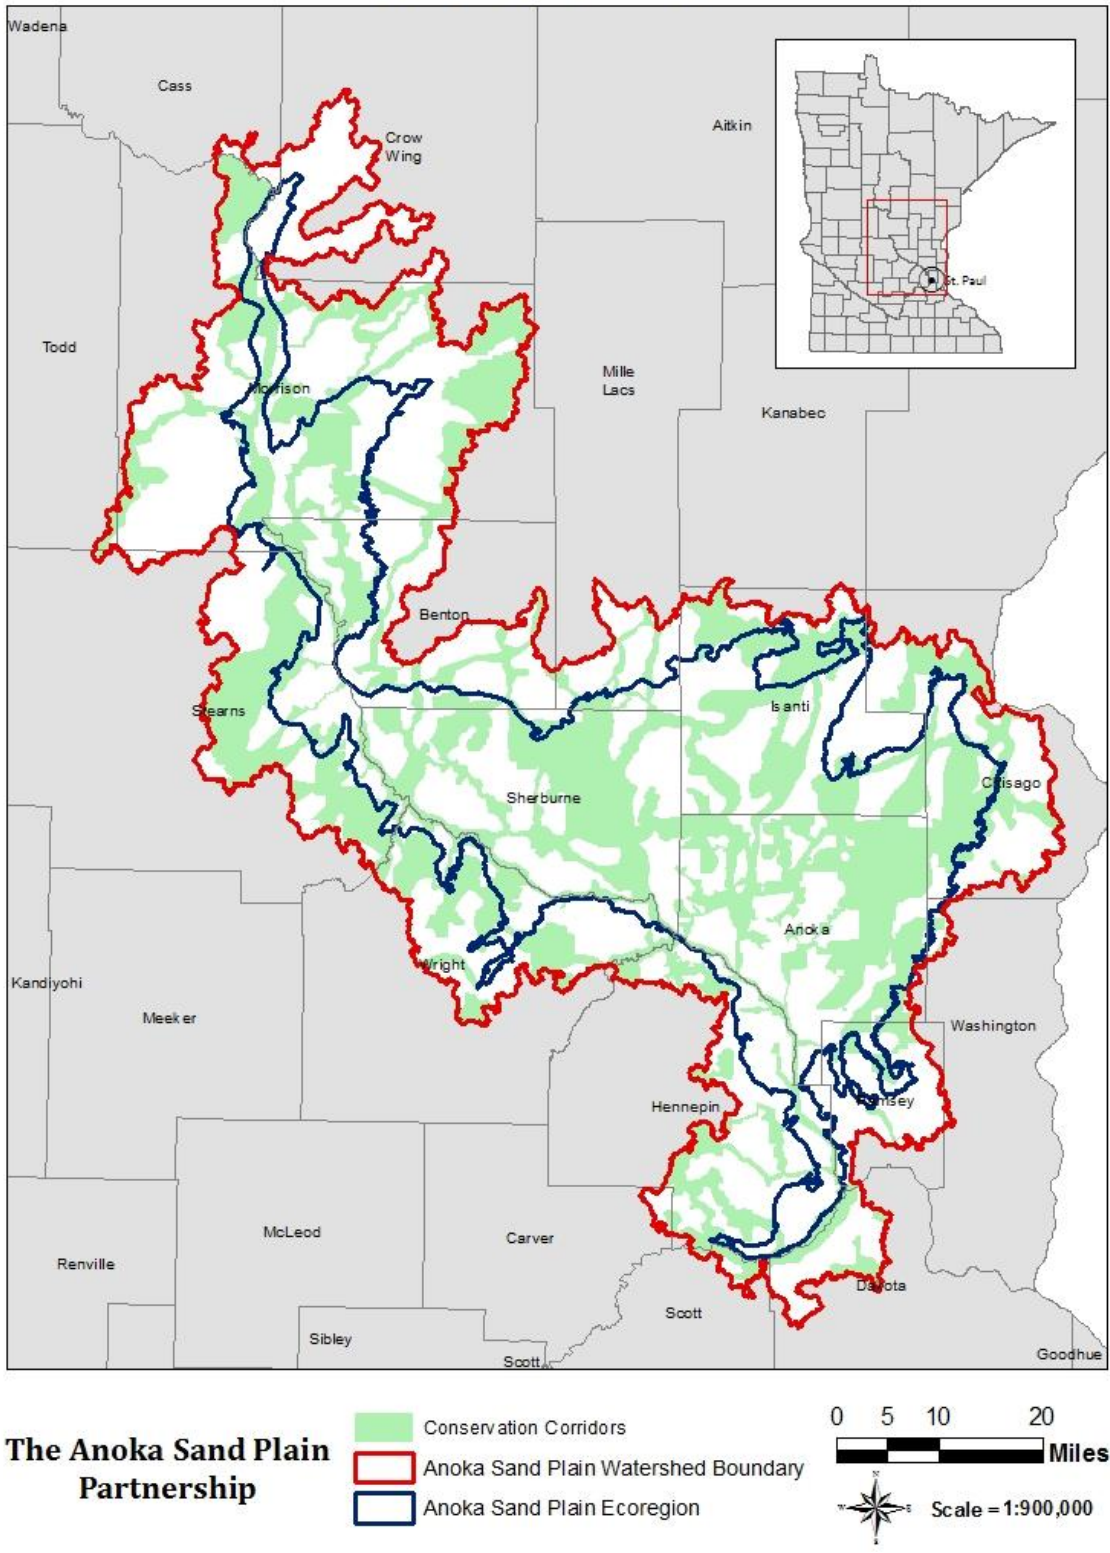 Wadena
Cass
Crow
Wing
Aitkin
St. Paul
Todd
Morrison
Mille
Lacs
Kanabec
Benton
Stearns
Isanti
Sherburne
Chisago
Anoka
Wright
Kandiyohi
Meeker
Washington
Hennepin
Ramsey
McLeod
Carver
Renville
Dakota
Scott
Sibley
Scott
Goodhue
The Anoka Sand Plain
Partnership
Conservation Corridors
Anoka Sand Plain Watershed Boundary
Anoka Sand Plain Ecoregion
0 5 10 20
Miles
N
W E
S
Scale = 1:900,000